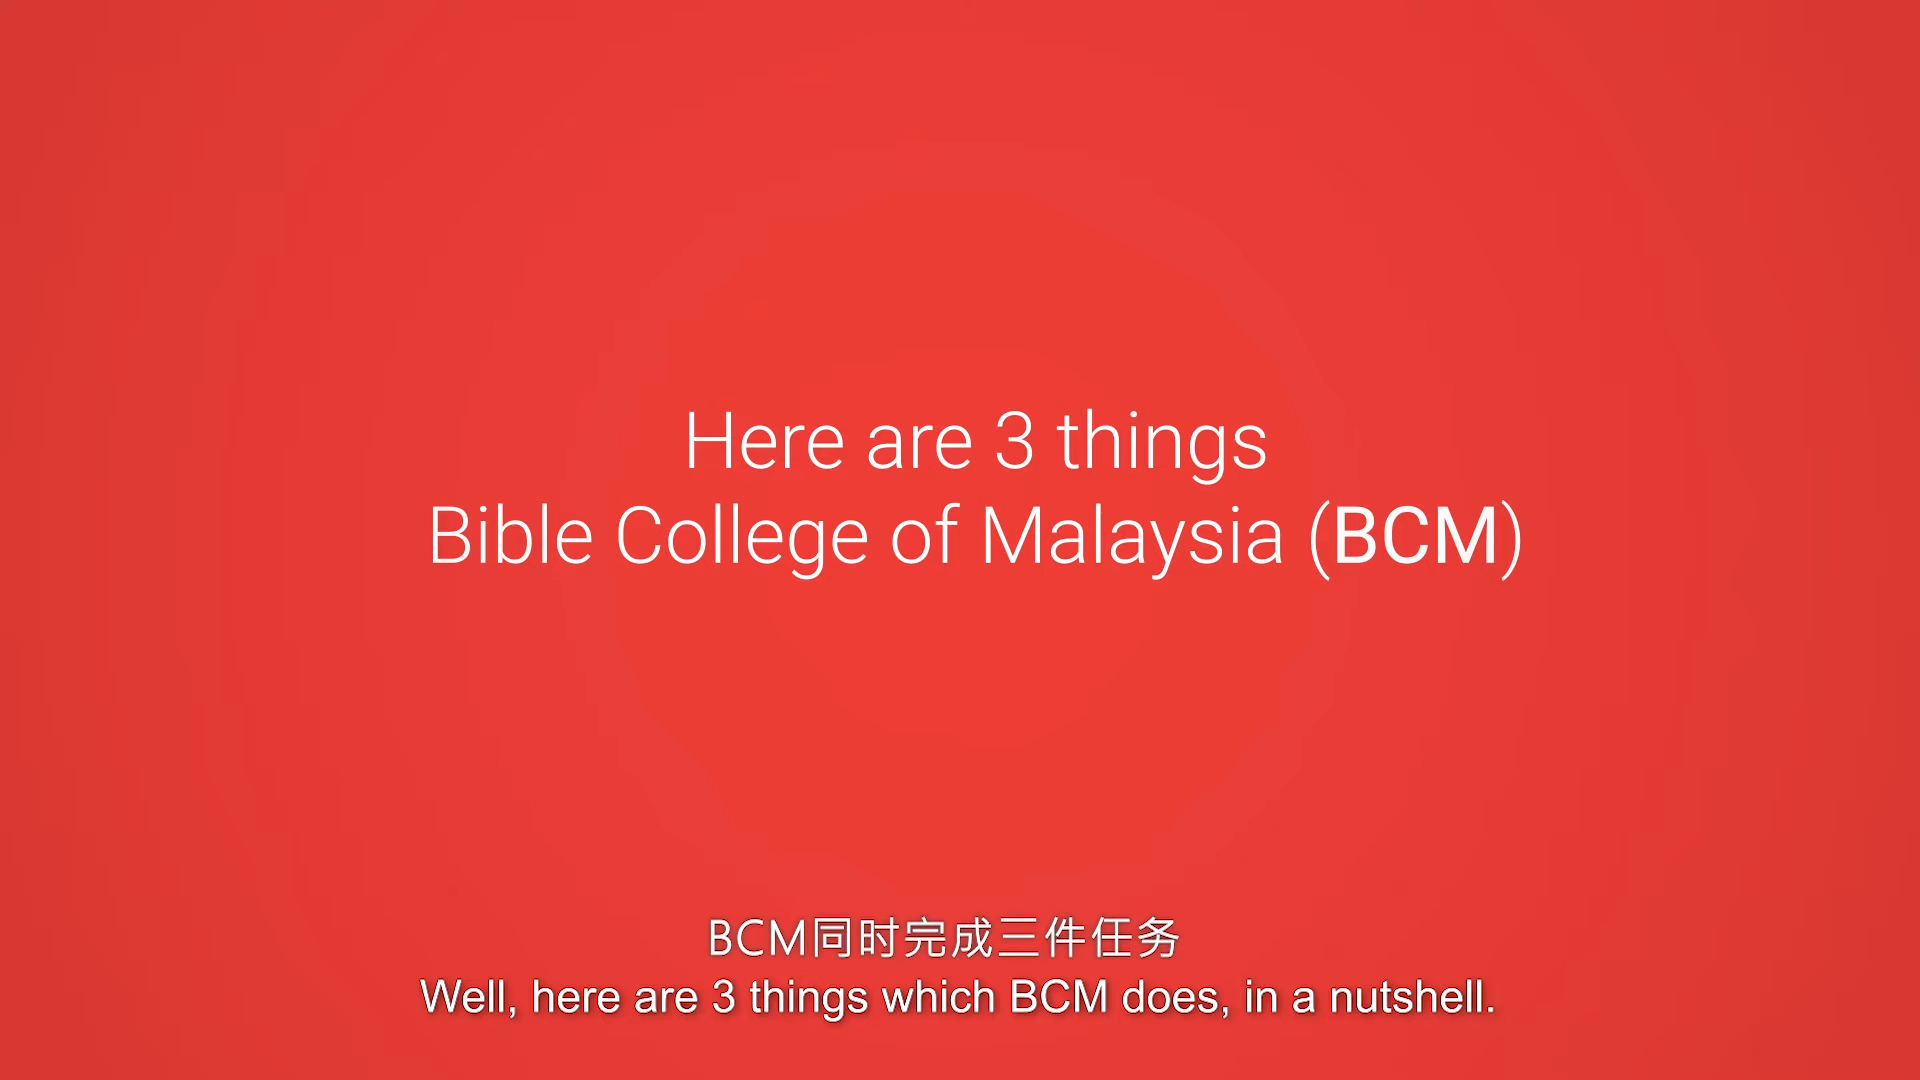 Here are 3 things
Bible College of Malaysia (BCM)
BCM同时完成三件任务
Well, here are 3 things which BCM does, in a nutshell.